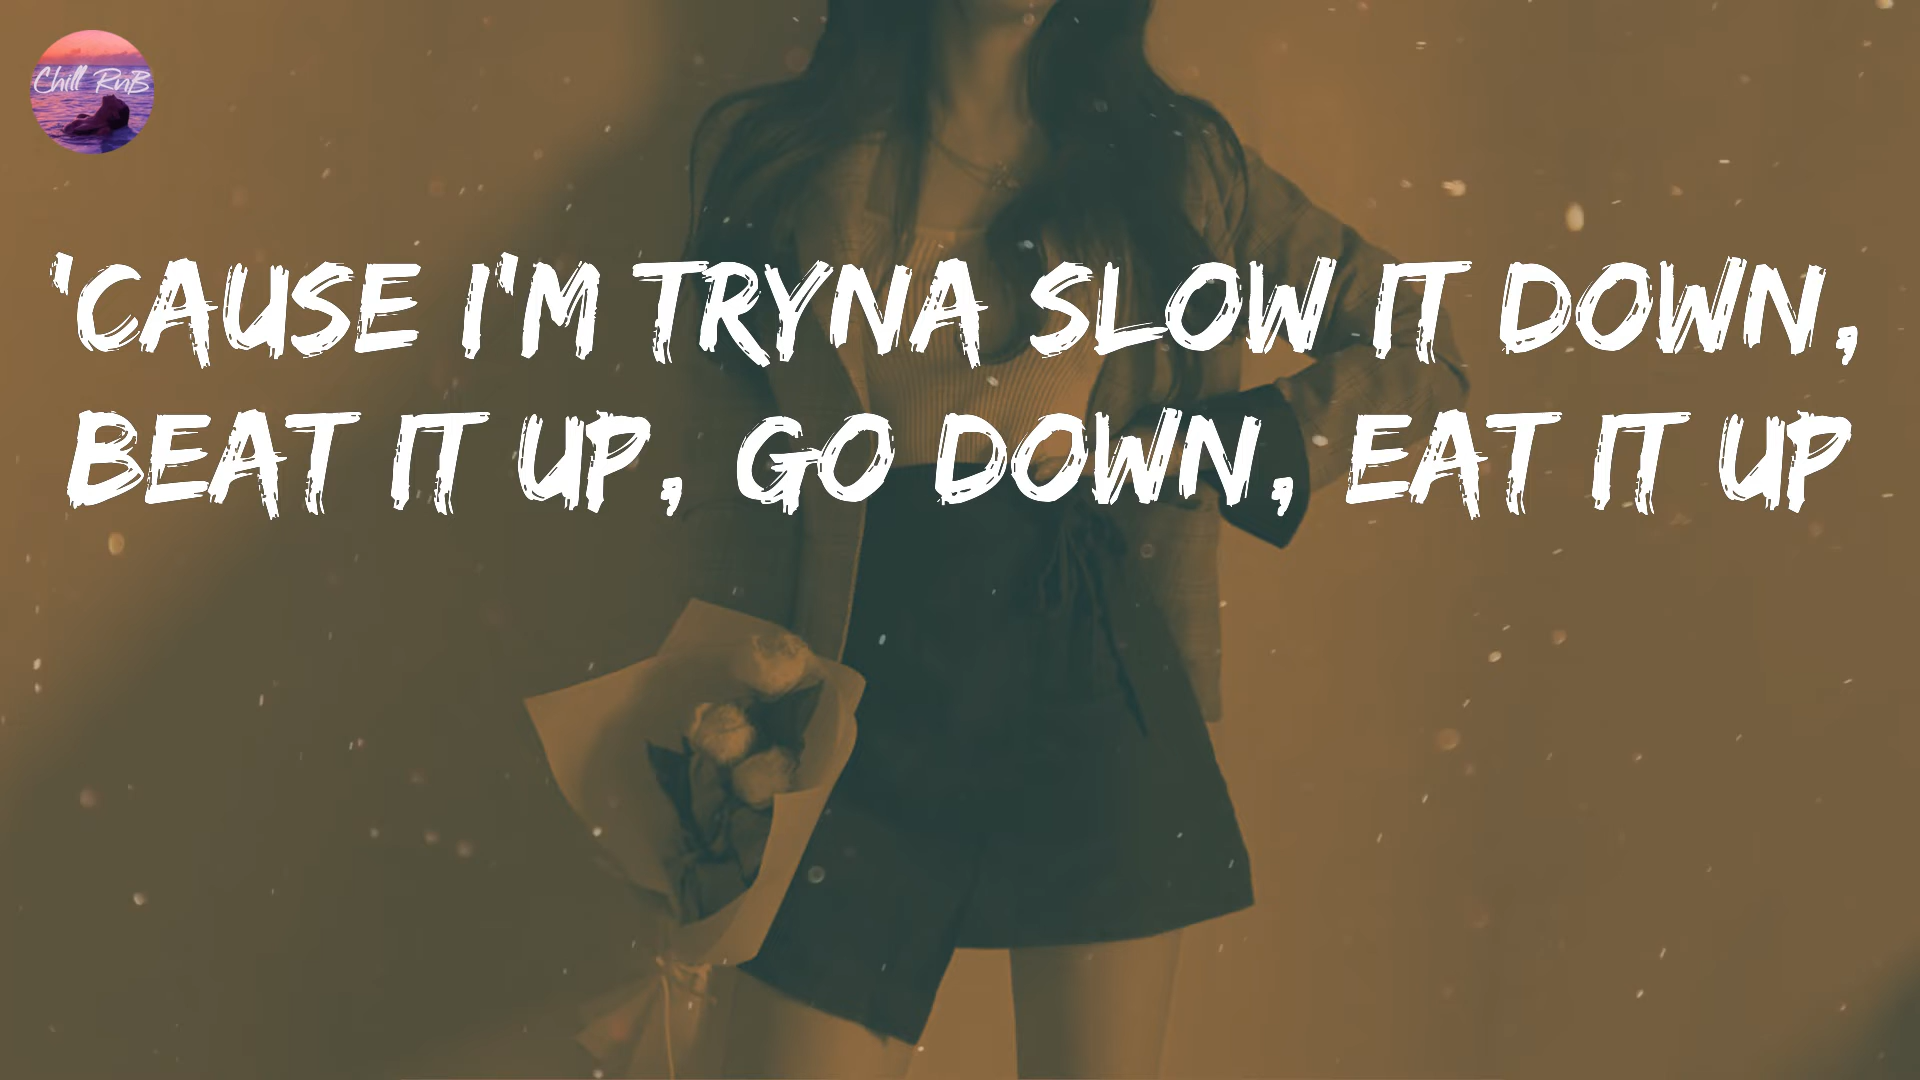 Chill RnB
'CAUSE I'M TRYNA SLOW IT DOWN,
BEAT IT UP, GO DOWN, EAT IT UP